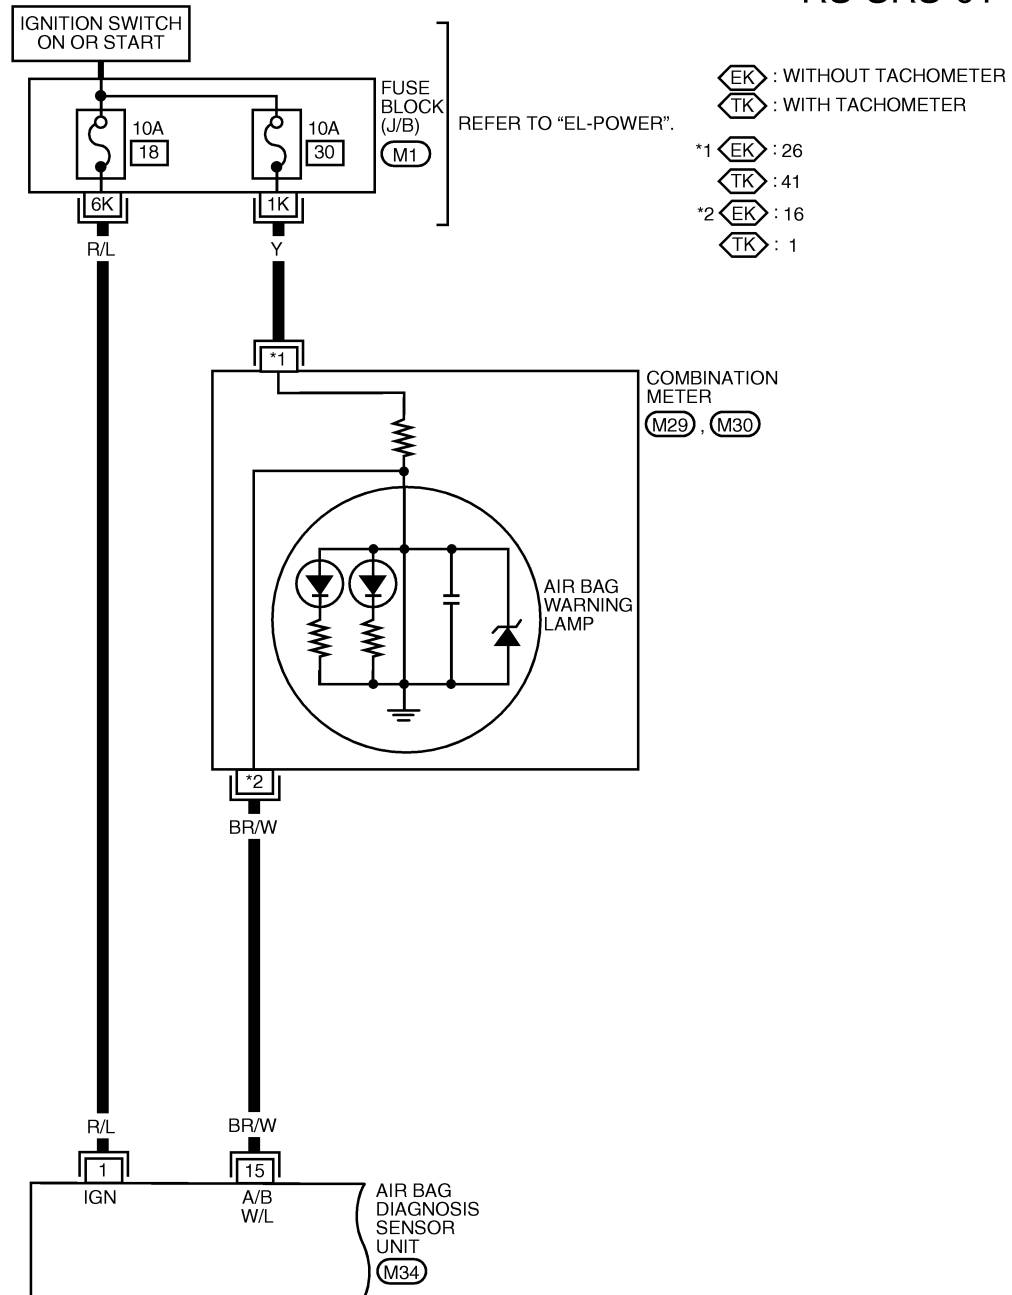 IGNITION SWITCH
ON OR START
FUSE
BLOCK
(J/B)
M1
REFER TO “EL-POWER”.
10A
18
10A
30
6K
1K
R/L
Y
EK : WITHOUT TACHOMETER
TK : WITH TACHOMETER
*1 EK : 26
TK : 41
*2 EK : 16
TK : 1
*1
COMBINATION
METER
M29 , M30
AIR BAG
WARNING
LAMP
*2
BR/W
R/L
BR/W
1
15
IGN
A/B
W/L
AIR BAG
DIAGNOSIS
SENSOR
UNIT
M34